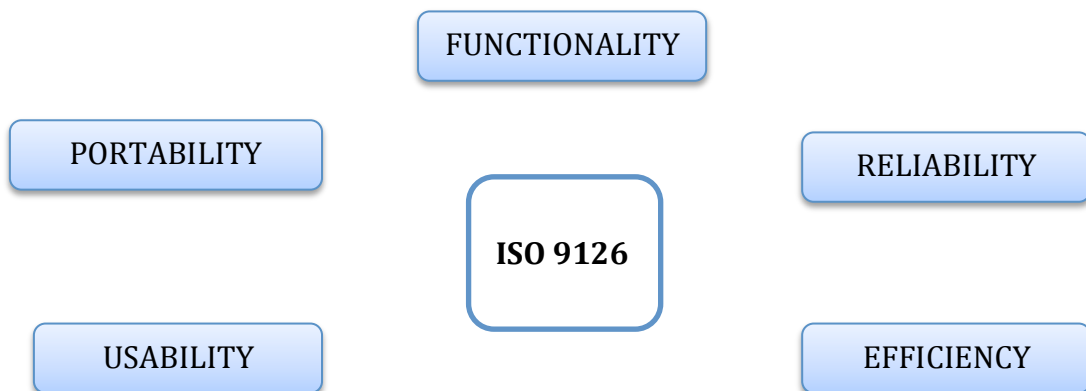 FUNCTIONALITY
PORTABILITY
RELIABILITY
ISO 9126
USABILITY
EFFICIENCY